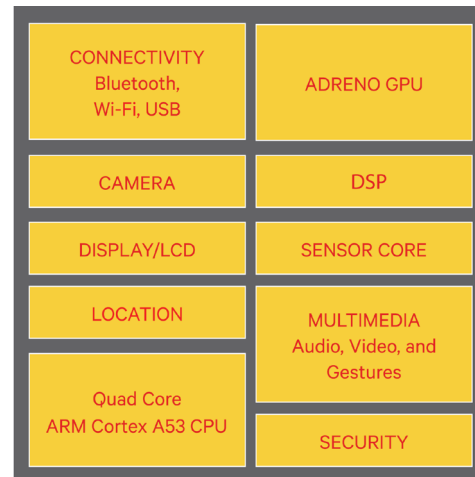 CONNECTIVITY
Bluetooth,
Wi-Fi, USB
ADRENO GPU
CAMERA
DSP
DISPLAY/LCD
SENSOR CORE
LOCATION
MULTIMEDIA
Audio, Video, and
Gestures
Quad Core
ARM Cortex A53 CPU
SECURITY